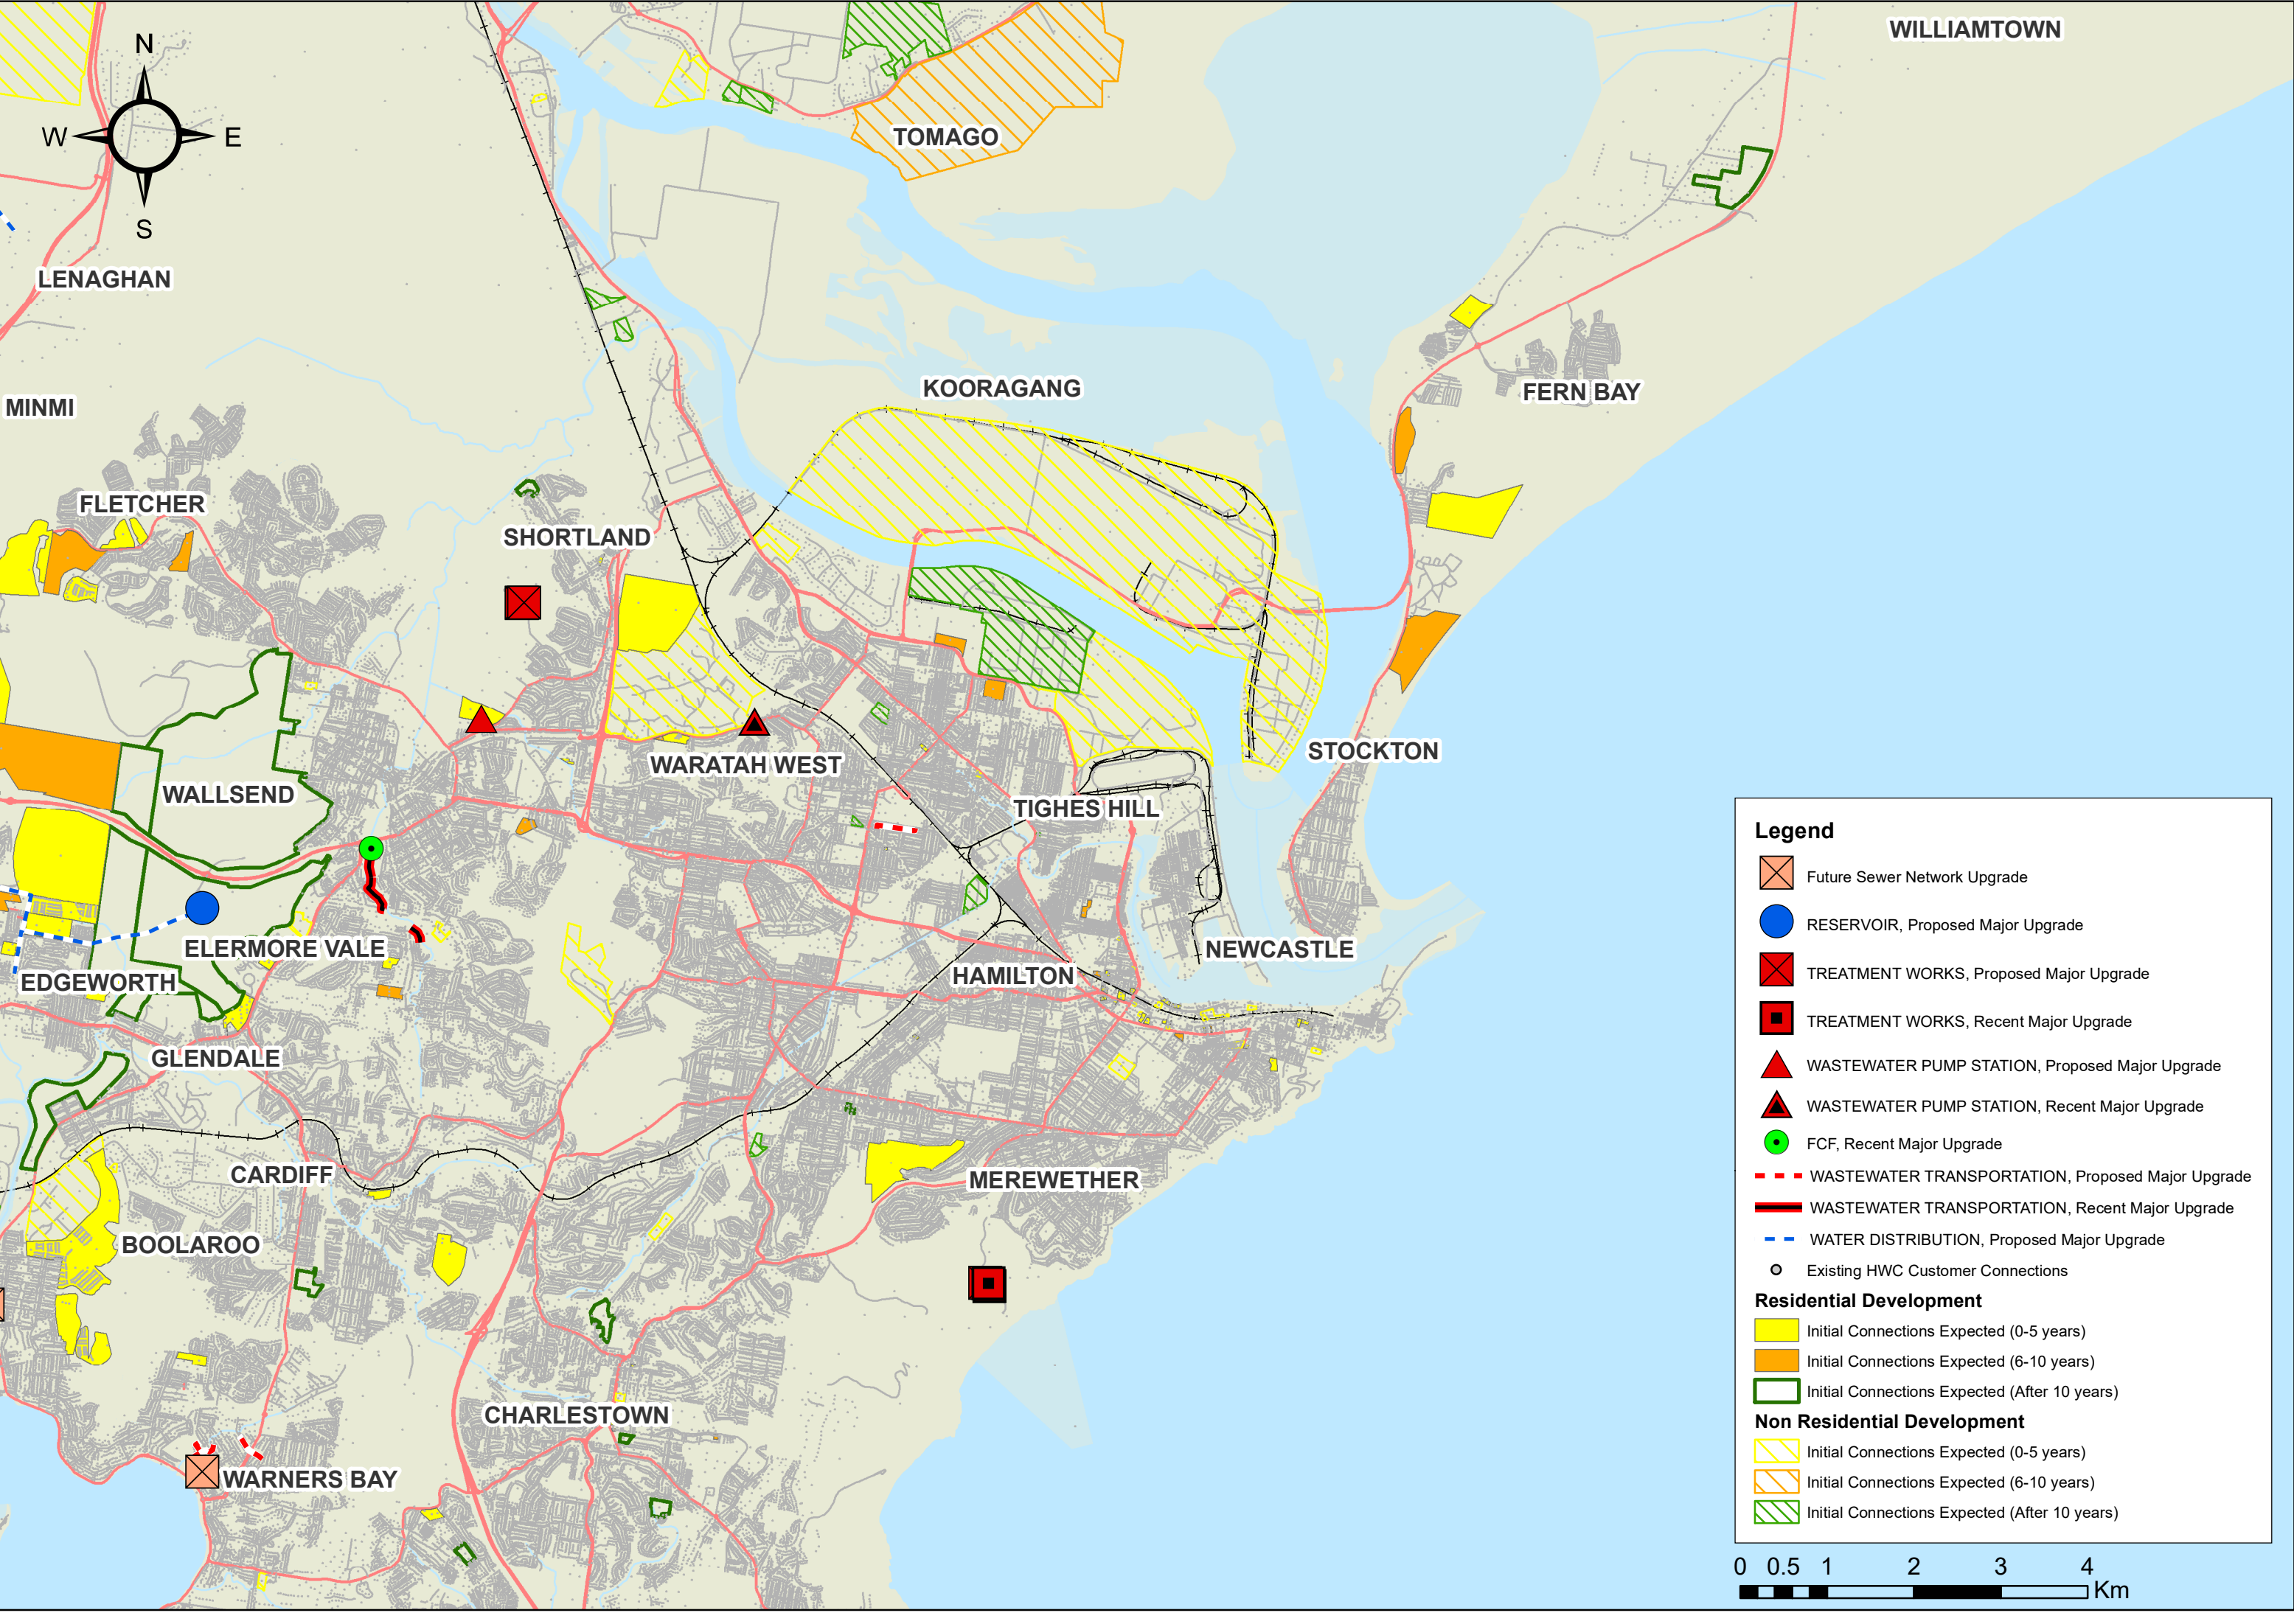 WILLIAMTOWN
N
W
E
S
TOMAGO
LENAGHAN
KOORAGANG
FERN BAY
MINMI
FLETCHER
SHORTLAND
STOCKTON
WARATAH WEST
WALLSEND
TIGHES HILL
ELERMORE VALE
NEWCASTLE
EDGEWORTH
HAMILTON
GLENDALE
CARDIFF
MEREWETHER
BOOLAROO
CHARLESTOWN
WARNERS BAY
Legend
Future Sewer Network Upgrade
RESERVOIR, Proposed Major Upgrade
TREATMENT WORKS, Proposed Major Upgrade
TREATMENT WORKS, Recent Major Upgrade
WASTEWATER PUMP STATION, Proposed Major Upgrade
WASTEWATER PUMP STATION, Recent Major Upgrade
FCF, Recent Major Upgrade
WASTEWATER TRANSPORTATION, Proposed Major Upgrade
WASTEWATER TRANSPORTATION, Recent Major Upgrade
WATER DISTRIBUTION, Proposed Major Upgrade
Existing HWC Customer Connections
Residential Development
Initial Connections Expected (0-5 years)
Initial Connections Expected (6-10 years)
Initial Connections Expected (After 10 years)
Non Residential Development
Initial Connections Expected (0-5 years)
Initial Connections Expected (6-10 years)
Initial Connections Expected (After 10 years)
0 0.5 1 2 3 4
Km